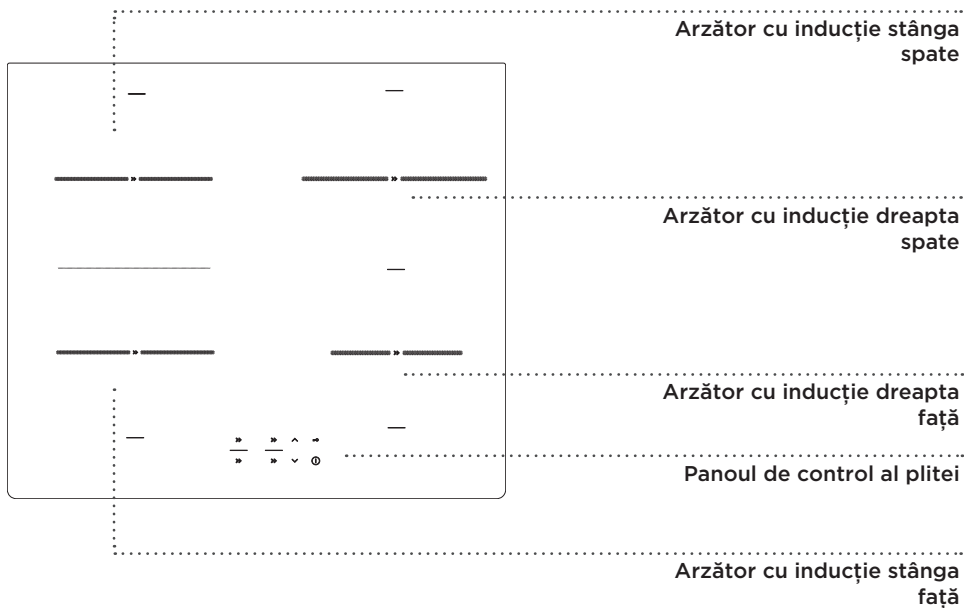 Arzător cu inducție stânga
spate
Arzător cu inducție dreapta
spate
Arzător cu inducție dreapta
față
Panoul de control al plitei
Arzător cu inducție stânga
față